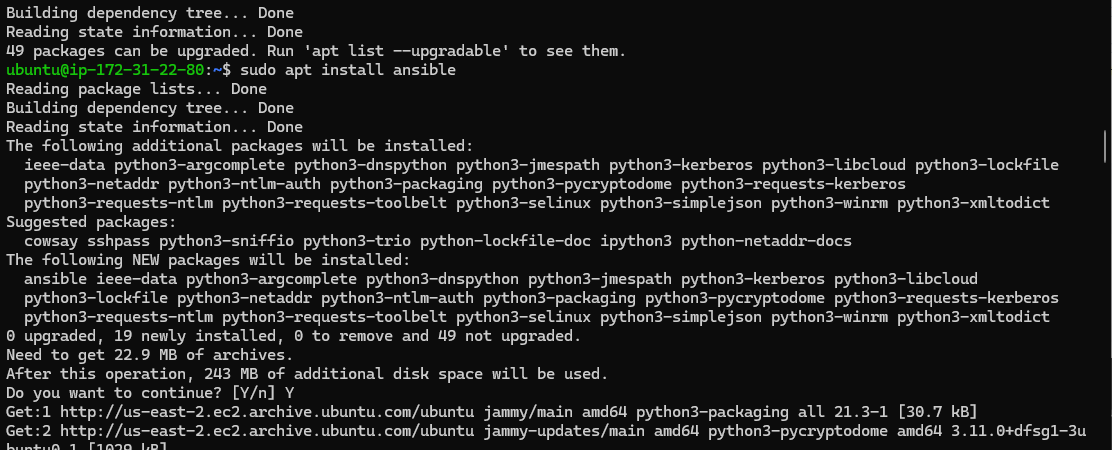 Building dependency tree... Done
Reading state information... Done
49 packages can be upgraded. Run 'apt list --upgradable' to see them.
ubuntu@ip-172-31-22-80:~$ sudo apt install ansible
Reading package lists... Done
Building dependency tree... Done
Reading state information... Done
The following additional packages will be installed:
  ieee-data python3-argcomplete python3-dnspython python3-jmespath python3-kerberos python3-libcloud python3-lockfile
  python3-netaddr python3-ntlm-auth python3-packaging python3-pycryptodome python3-requests-kerberos
  python3-requests-ntlm python3-requests-toolbelt python3-selinux python3-simplejson python3-winrm python3-xmltodict
Suggested packages:
  cowsay sshpass python3-sniffio python3-trio python-lockfile-doc ipython3 python-netaddr-docs
The following NEW packages will be installed:
  ansible ieee-data python3-argcomplete python3-dnspython python3-jmespath python3-kerberos python3-libcloud
  python3-lockfile python3-netaddr python3-ntlm-auth python3-packaging python3-pycryptodome python3-requests-kerberos
  python3-requests-ntlm python3-requests-toolbelt python3-selinux python3-simplejson python3-winrm python3-xmltodict
0 upgraded, 19 newly installed, 0 to remove and 49 not upgraded.
Need to get 22.9 MB of archives.
After this operation, 243 MB of additional disk space will be used.
Do you want to continue? [Y/n] Y
Get:1 http://us-east-2.ec2.archive.ubuntu.com/ubuntu jammy/main amd64 python3-packaging all 21.3-1 [30.7 kB]
Get:2 http://us-east-2.ec2.archive.ubuntu.com/ubuntu jammy-updates/main amd64 python3-pycryptodome amd64 3.11.0+dfsg1-3u
buntu0.1 [1029 kB]